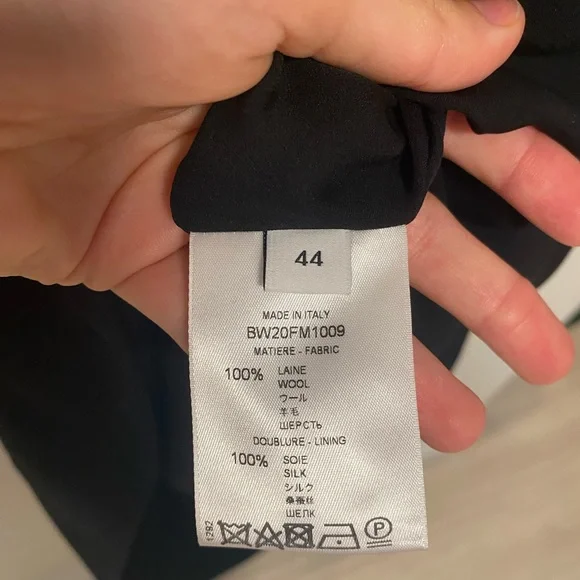 44
MADE IN ITALY
BW20FM1009
MATIERE - FABRIC
100% LAINE
WOOL
ウール
羊毛
ШЕРСТЬ
DOUBLURE - LINING
100% SOIE
SILK
シルク
桑蚕丝
ШЕЛК
P